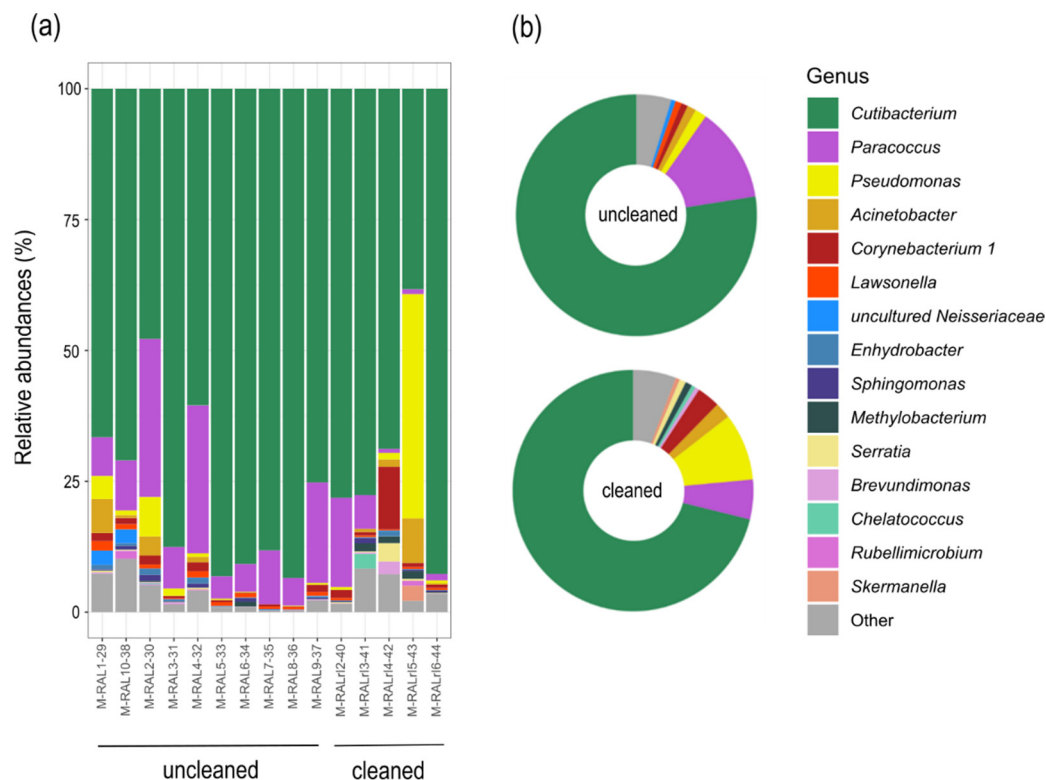 (a)
(b)
Relative abundances (%)
100
75
50
25
0
M-RAL1-29
M-RAL10-38
M-RAL2-30
M-RAL3-31
M-RAL4-32
M-RAL5-33
M-RAL6-34
M-RAL7-35
M-RAL8-36
M-RAL9-37
M-RALrl2-40
M-RALrl3-41
M-RALrl4-42
M-RALrl5-43
M-RALrl6-44
uncleaned
cleaned
uncleaned
cleaned
Genus
Cutibacterium
Paracoccus
Pseudomonas
Acinetobacter
Corynebacterium 1
Lawsonella
uncultured Neisseriaceae
Enhydrobacter
Sphingomonas
Methylobacterium
Serratia
Brevundimonas
Chelatococcus
Rubellimicrobium
Skermanella
Other